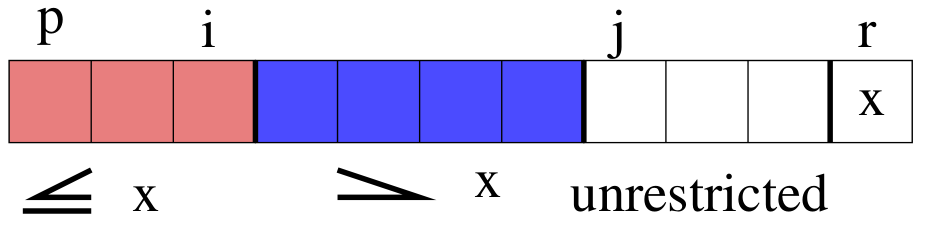 p i j r
x
≤ x > x unrestricted